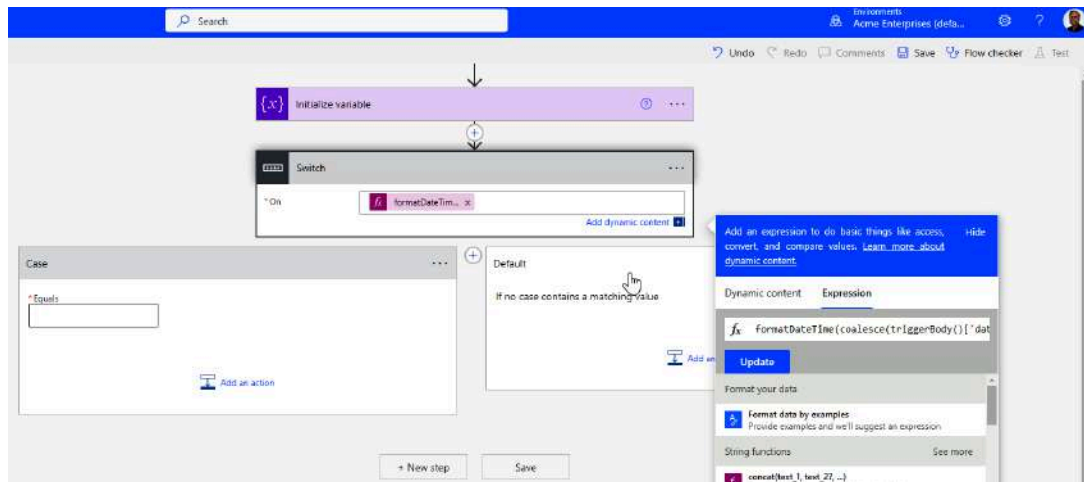 Search
Environments
Acme Enterprises (defa...
?
Undo Redo Comments Save Flow checker Test
{x} Initialize variable ? ...
+
Switch ...
* On
fx formatDateTim... x
Add dynamic content +
Case ...
+
Default
* Equals
If no case contains a matching value
Add an action
Add an
+ New step
Save
Add an expression to do basic things like access, Hide
convert, and compare values. Learn more about
dynamic content.
Dynamic content Expression
fx formatDateTime(coalesce(triggerBody()['dat
Update
Format your data
Format data by examples
Provide examples and we'll suggest an expression
String functions See more
concat(text_1, text_2?, ...)